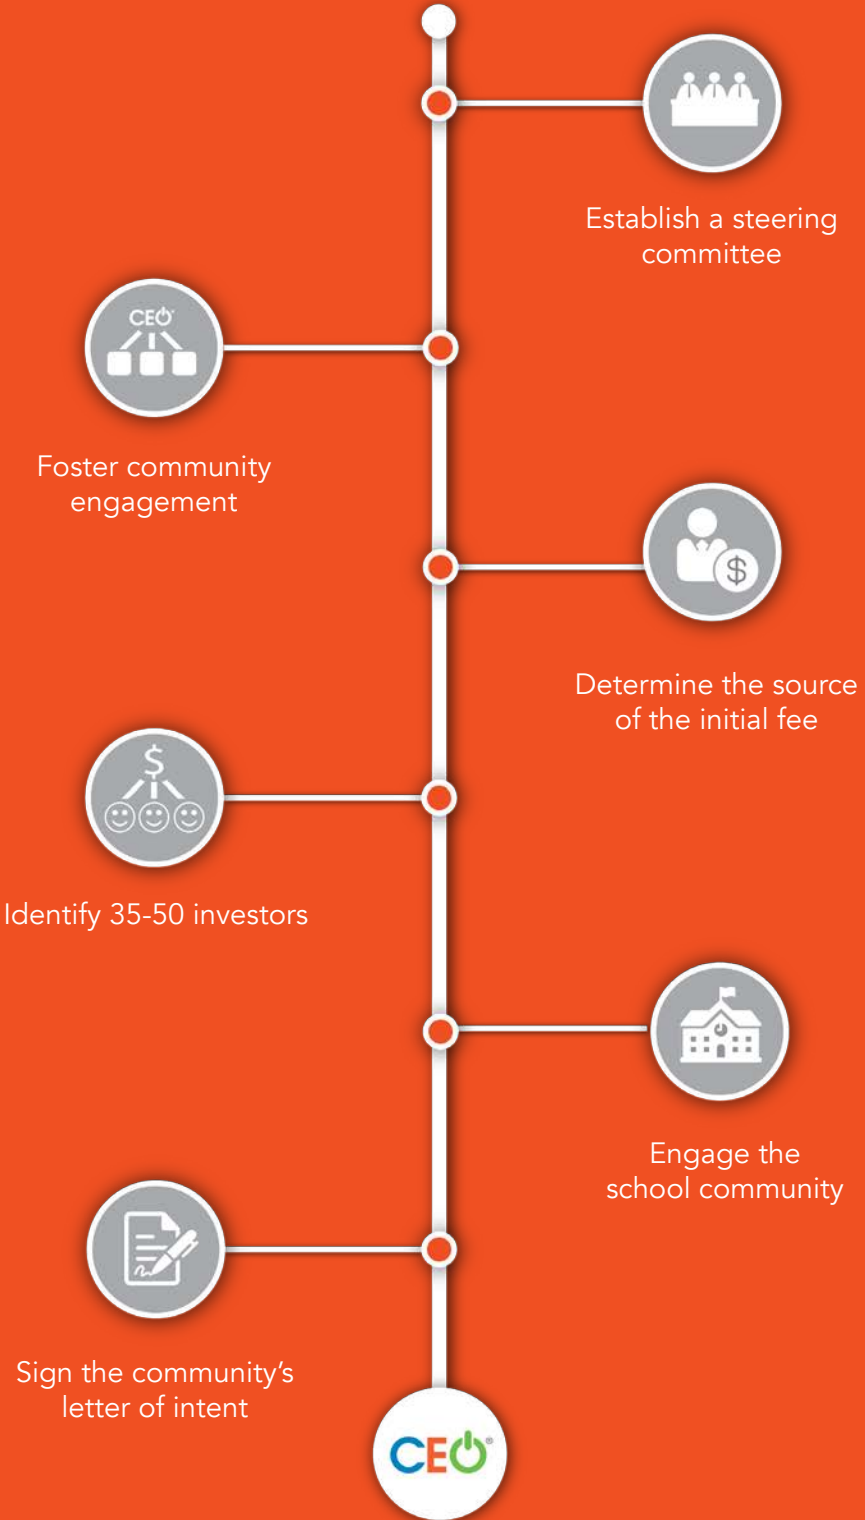 Establish a steering
committee
CEO
Foster community
engagement
$
Determine the source
of the initial fee
$
Identify 35-50 investors
Engage the
school community
Sign the community’s
letter of intent
CEO®